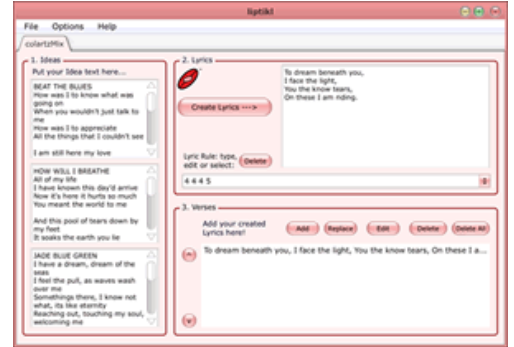 liptikl
File Options Help
colartzMix
1. Ideas
Put your Idea text here...
BEAT THE BLUES
How was I to know what was
going on
When you wouldn't just talk to
me
How was I to appreciate
All the things that I couldn't see
I am still here my love
HOW WILL I BREATHE
All of my life
I have known this day'd arrive
Now it's here it hurts so much
You meant the world to me
And this pool of tears down by
my feet
It soaks the earth you lie
JADE BLUE GREEN
I have a dream, dream of the
seas
I feel the pull, as waves wash
over me
Somethings there, I know not
what, its like eternity
Reaching out, touching my soul,
welcoming me
2. Lyrics
Create Lyrics --->
To dream beneath you,
I face the light,
You the know tears,
On these I am riding.
Lyric Rule: type,
edit or select:
Delete
4 4 4 5
3. Verses
Add your created
Lyrics here!
Add Replace Edit Delete Delete All
To dream beneath you, I face the light, You the know tears, On these I a...